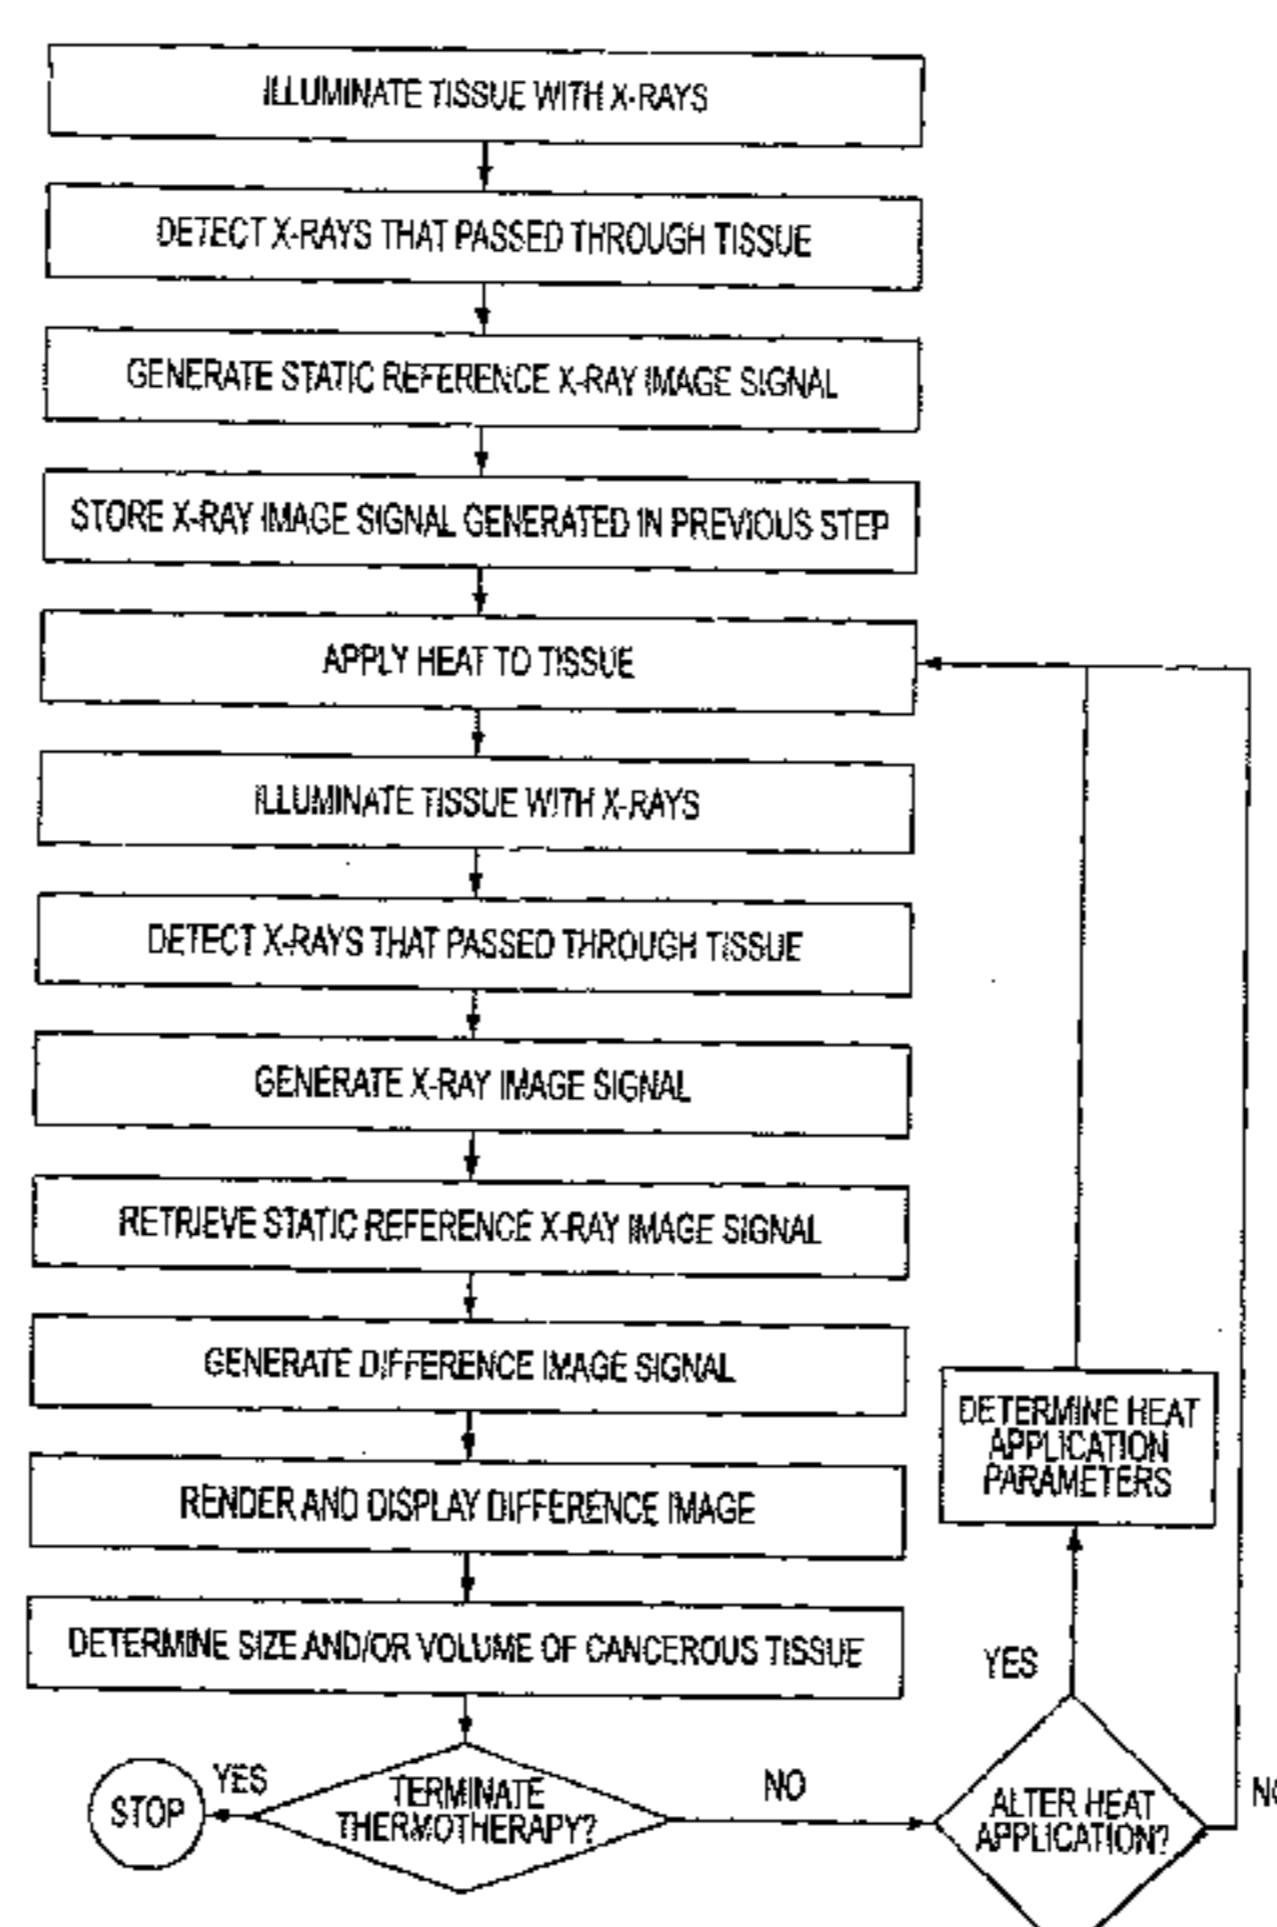 ILLUMINATE TISSUE WITH X-RAYS
DETECT X-RAYS THAT PASSED THROUGH TISSUE
GENERATE STATIC REFERENCE X-RAY IMAGE SIGNAL
STORE X-RAY IMAGE SIGNAL GENERATED IN PREVIOUS STEP
APPLY HEAT TO TISSUE
ILLUMINATE TISSUE WITH X-RAYS
DETECT X-RAYS THAT PASSED THROUGH TISSUE
GENERATE X-RAY IMAGE SIGNAL
RETRIEVE STATIC REFERENCE X-RAY IMAGE SIGNAL
GENERATE DIFFERENCE IMAGE SIGNAL
RENDER AND DISPLAY DIFFERENCE IMAGE
DETERMINE SIZE AND/OR VOLUME OF CANCEROUS TISSUE
TERMINATE
THERMOTHERAPY?
YES
STOP
NO
ALTER HEAT
APPLICATION?
YES
DETERMINE HEAT
APPLICATION
PARAMETERS